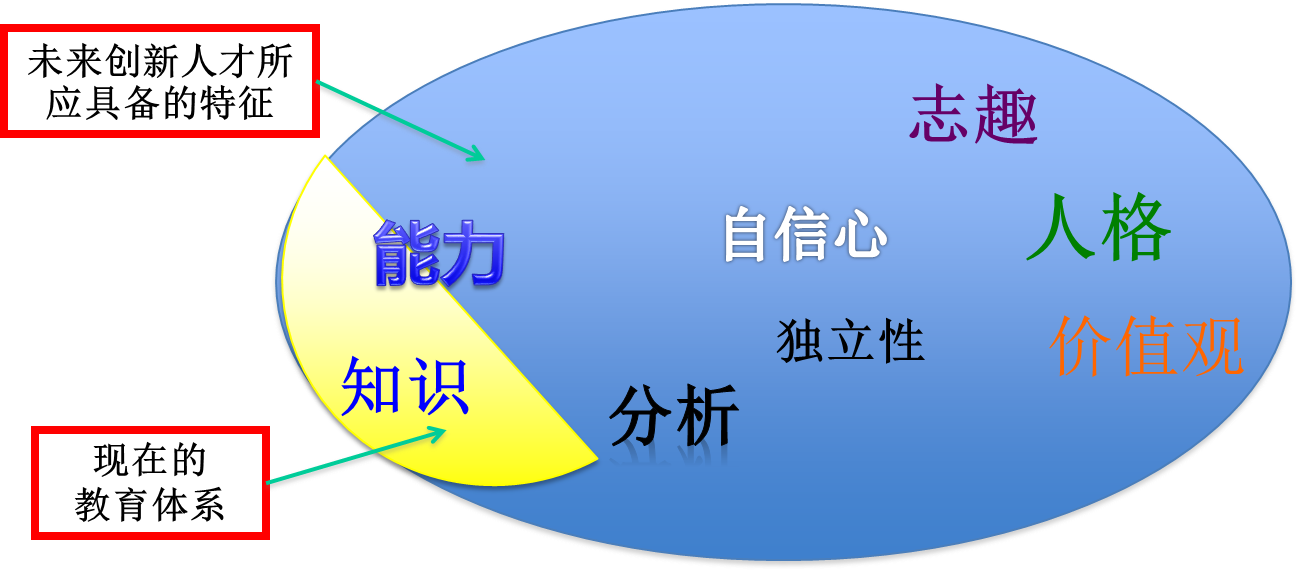 未来创新人才所
应具备的特征
志趣
能力
自信心
人格
独立性
价值观
知识
分析
现在的
教育体系